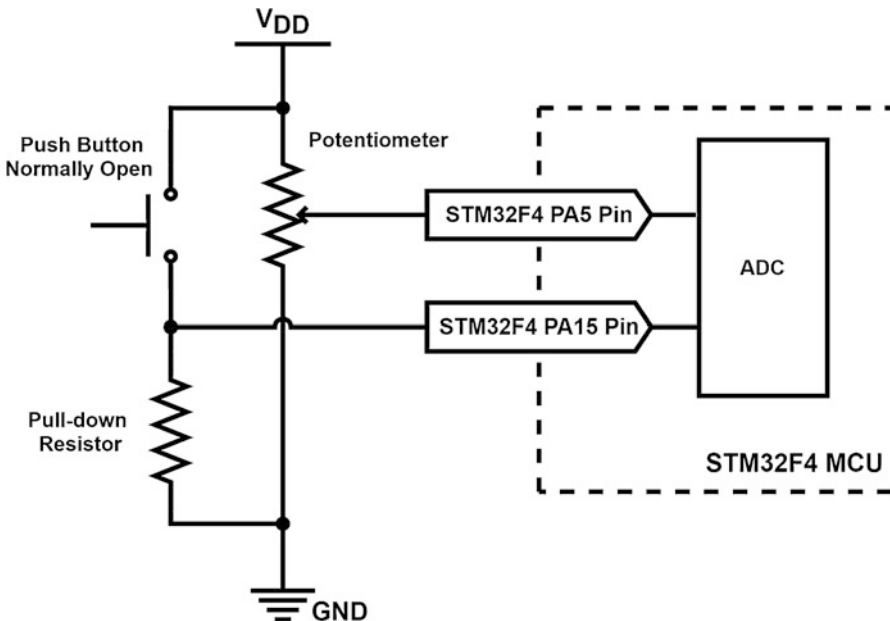 VDD
Push Button
Normally Open
Potentiometer
STM32F4 PA5 Pin
ADC
STM32F4 PA15 Pin
Pull-down
Resistor
STM32F4 MCU
GND